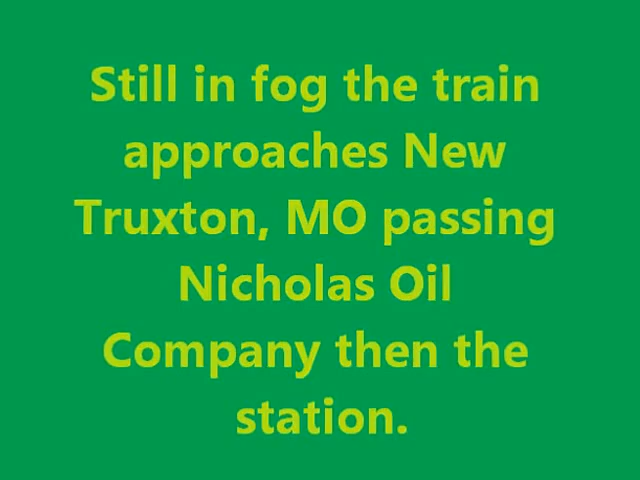 Still in fog the train
approaches New
Truxton, MO passing
Nicholas Oil
Company then the
station.